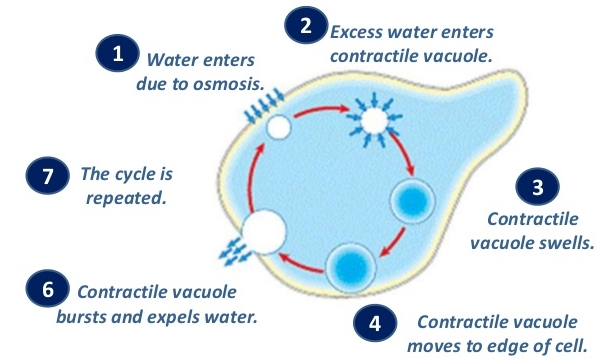 1
Water enters
due to osmosis.
2
Excess water enters
contractile vacuole.
3
Contractile
vacuole swells.
4
Contractile vacuole
moves to edge of cell.
6
Contractile vacuole
bursts and expels water.
7
The cycle is
repeated.